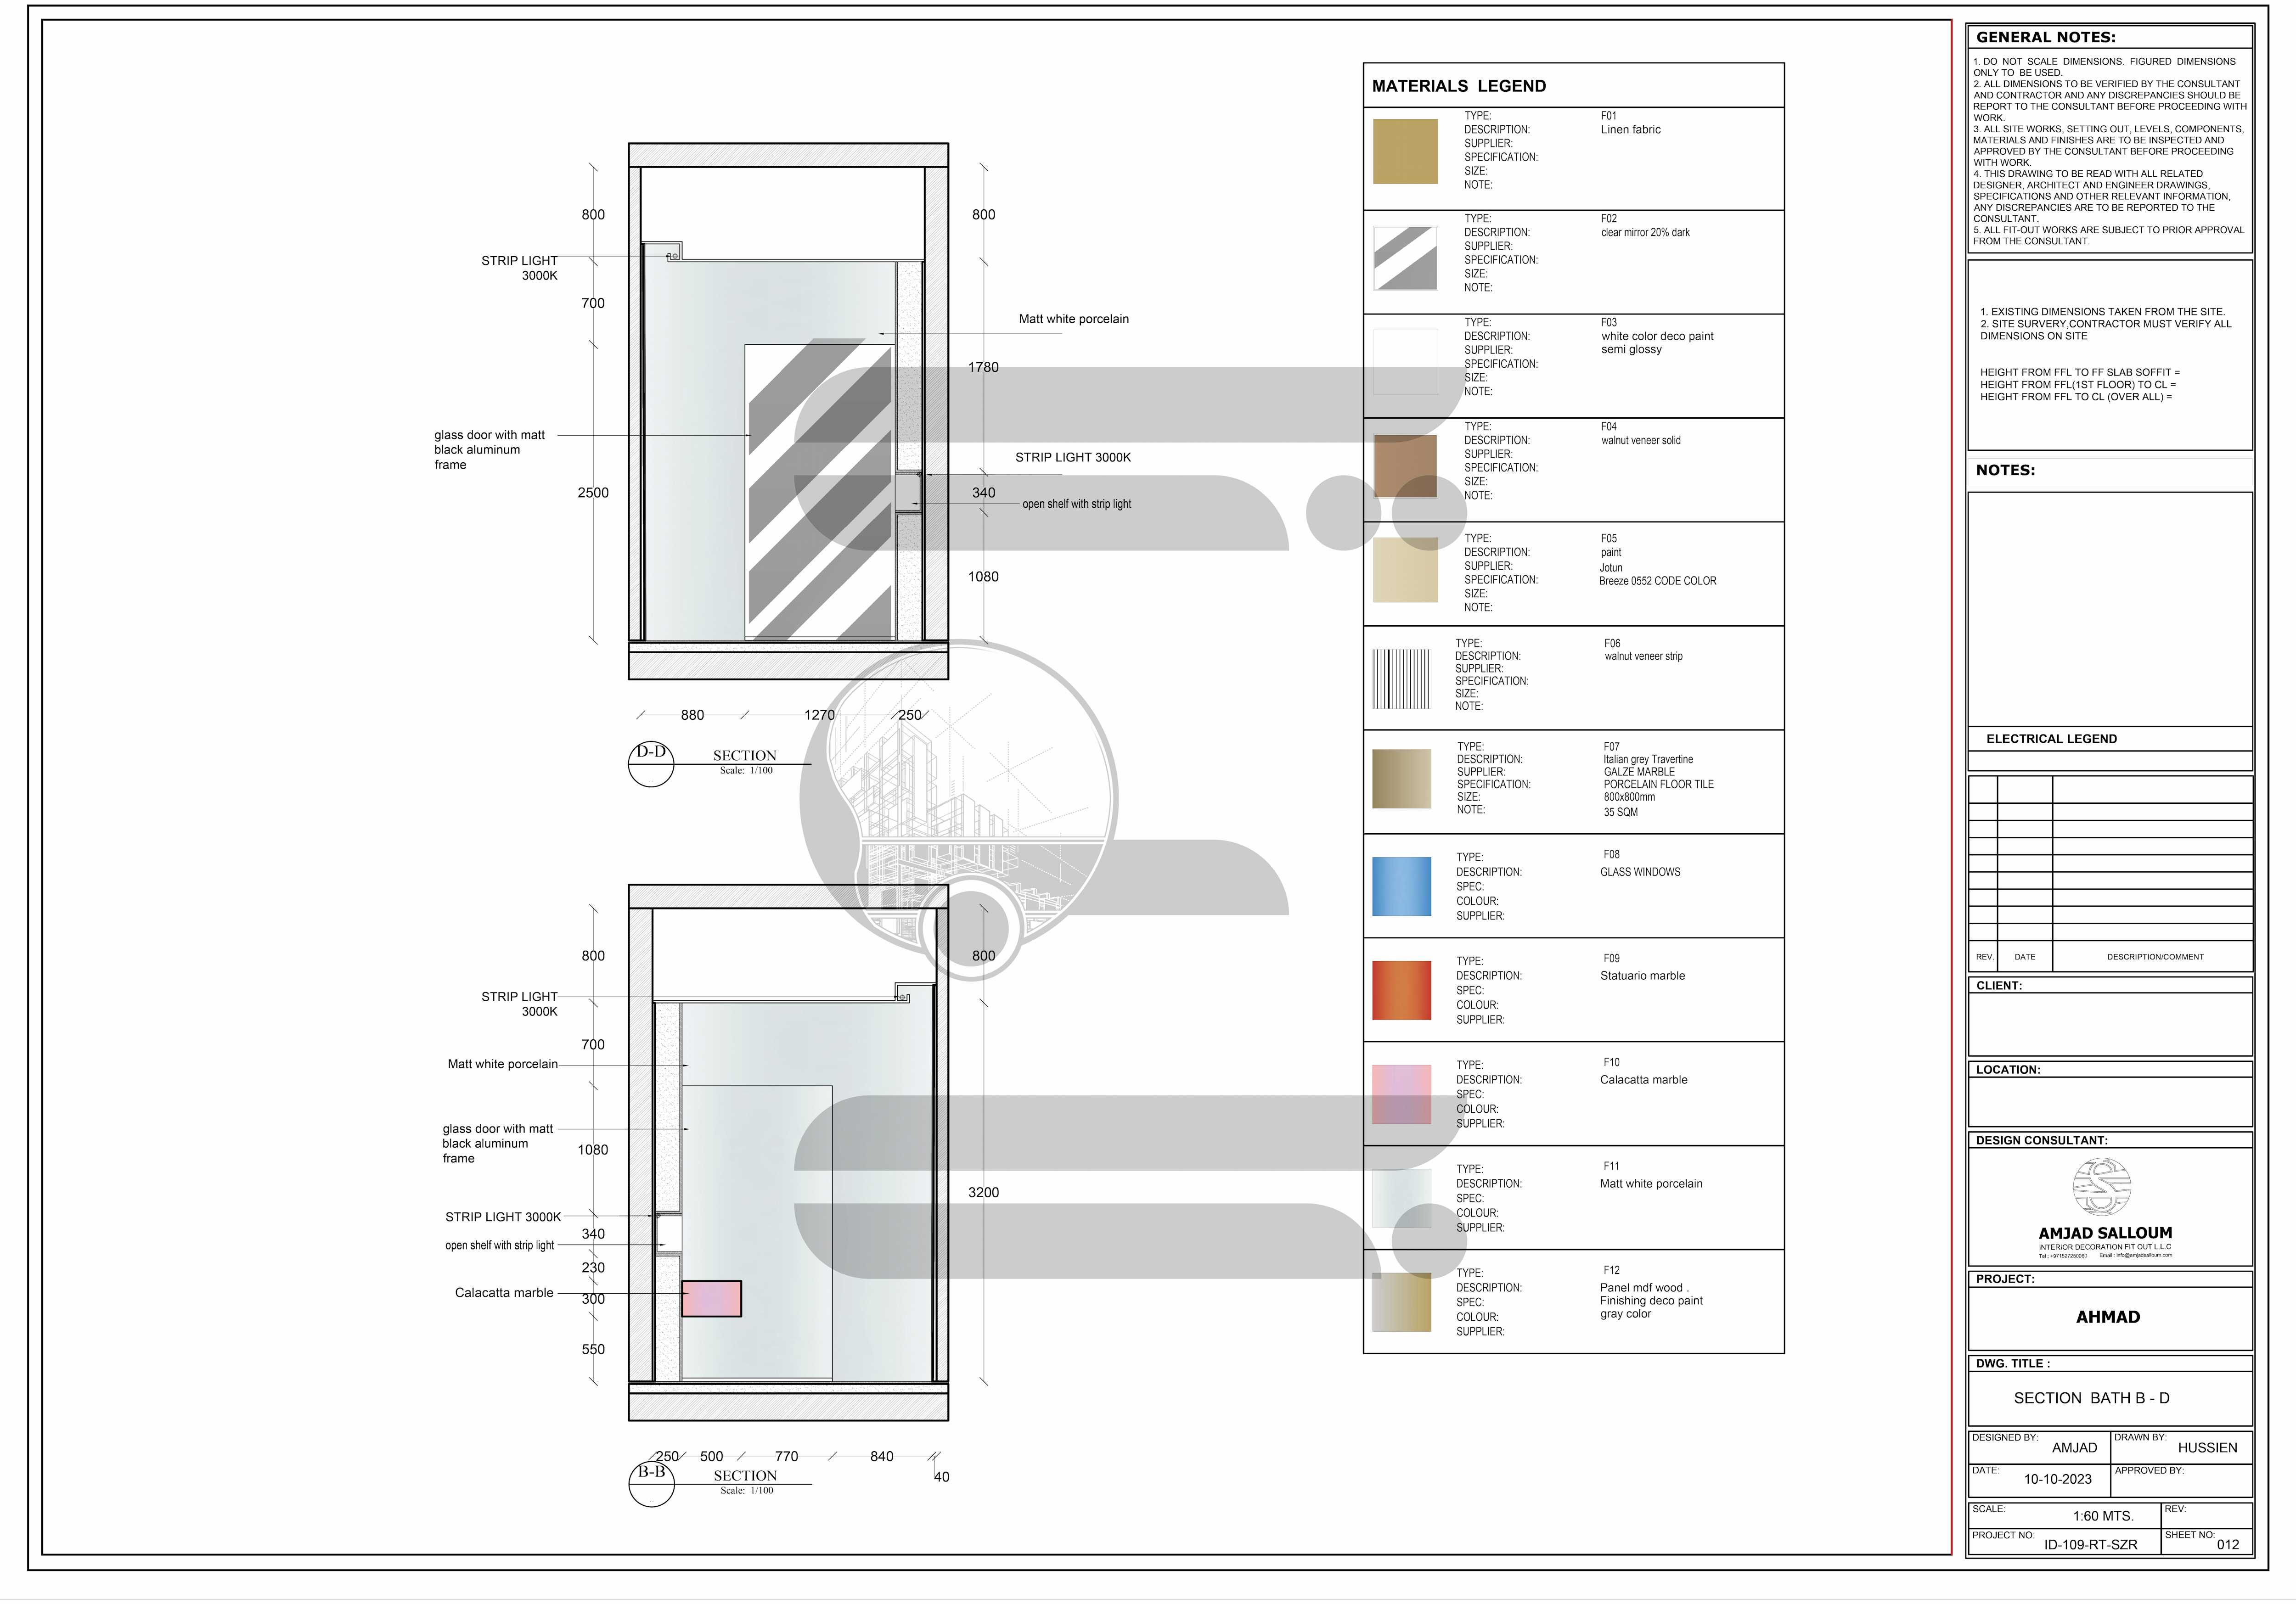 800
STRIP LIGHT
3000K
700
glass door with matt
black aluminum
frame
2500
800
Matt white porcelain
1780
STRIP LIGHT 3000K
340
open shelf with strip light
1080
880
1270
250
D-D
SECTION
Scale: 1/100
800
STRIP LIGHT
3000K
700
Matt white porcelain
glass door with matt
black aluminum
frame
1080
STRIP LIGHT 3000K
340
open shelf with strip light
230
Calacatta marble
300
550
800
3200
250
500
770
840
40
B-B
SECTION
Scale: 1/100
MATERIALS LEGEND
TYPE: F01
DESCRIPTION: Linen fabric
SUPPLIER:
SPECIFICATION:
SIZE:
NOTE:
TYPE: F02
DESCRIPTION: clear mirror 20% dark
SUPPLIER:
SPECIFICATION:
SIZE:
NOTE:
TYPE: F03
DESCRIPTION: white color deco paint
SUPPLIER: semi glossy
SPECIFICATION:
SIZE:
NOTE:
TYPE: F04
DESCRIPTION: walnut veneer solid
SUPPLIER:
SPECIFICATION:
SIZE:
NOTE:
TYPE: F05
DESCRIPTION: paint
SUPPLIER: Jotun
SPECIFICATION: Breeze 0552 CODE COLOR
SIZE:
NOTE:
TYPE: F06
DESCRIPTION: walnut veneer strip
SUPPLIER:
SPECIFICATION:
SIZE:
NOTE:
TYPE: F07
DESCRIPTION: Italian grey Travertine
SUPPLIER: GALZE MARBLE
SPECIFICATION: PORCELAIN FLOOR TILE
SIZE: 800x800mm
NOTE: 35 SQM
TYPE: F08
DESCRIPTION: GLASS WINDOWS
SPEC:
COLOUR:
SUPPLIER:
TYPE: F09
DESCRIPTION: Statuario marble
SPEC:
COLOUR:
SUPPLIER:
TYPE: F10
DESCRIPTION: Calacatta marble
SPEC:
COLOUR:
SUPPLIER:
TYPE: F11
DESCRIPTION: Matt white porcelain
SPEC:
COLOUR:
SUPPLIER:
TYPE: F12
DESCRIPTION: Panel mdf wood .
SPEC: Finishing deco paint
COLOUR: gray color
SUPPLIER:
GENERAL NOTES:
1. DO NOT SCALE DIMENSIONS. FIGURED DIMENSIONS
ONLY TO BE USED.
2. ALL DIMENSIONS TO BE VERIFIED BY THE CONSULTANT
AND CONTRACTOR AND ANY DISCREPANCIES SHOULD BE
REPORT TO THE CONSULTANT BEFORE PROCEEDING WITH
WORK.
3. ALL SITE WORKS, SETTING OUT, LEVELS, COMPONENTS,
MATERIALS AND FINISHES ARE TO BE INSPECTED AND
APPROVED BY THE CONSULTANT BEFORE PROCEEDING
WITH WORK.
4. THIS DRAWING TO BE READ WITH ALL RELATED
DESIGNER, ARCHITECT AND ENGINEER DRAWINGS,
SPECIFICATIONS AND OTHER RELEVANT INFORMATION,
ANY DISCREPANCIES ARE TO BE REPORTED TO THE
CONSULTANT.
5. ALL FIT-OUT WORKS ARE SUBJECT TO PRIOR APPROVAL
FROM THE CONSULTANT.
1. EXISTING DIMENSIONS TAKEN FROM THE SITE.
2. SITE SURVERY,CONTRACTOR MUST VERIFY ALL
DIMENSIONS ON SITE
HEIGHT FROM FFL TO FF SLAB SOFFIT =
HEIGHT FROM FFL(1ST FLOOR) TO CL =
HEIGHT FROM FFL TO CL (OVER ALL) =
NOTES:
ELECTRICAL LEGEND
REV. DATE DESCRIPTION/COMMENT
CLIENT:
LOCATION:
DESIGN CONSULTANT:
AMJAD SALLOUM
INTERIOR DECORATION FIT OUT L.L.C
Tel : +971527250060 Email : info@amjadsalloum.com
PROJECT:
AHMAD
DWG. TITLE :
SECTION BATH B - D
DESIGNED BY: AMJAD
DRAWN BY: HUSSIEN
DATE: 10-10-2023
APPROVED BY:
SCALE: 1:60 MTS.
REV:
PROJECT NO: ID-109-RT-SZR
SHEET NO: 012